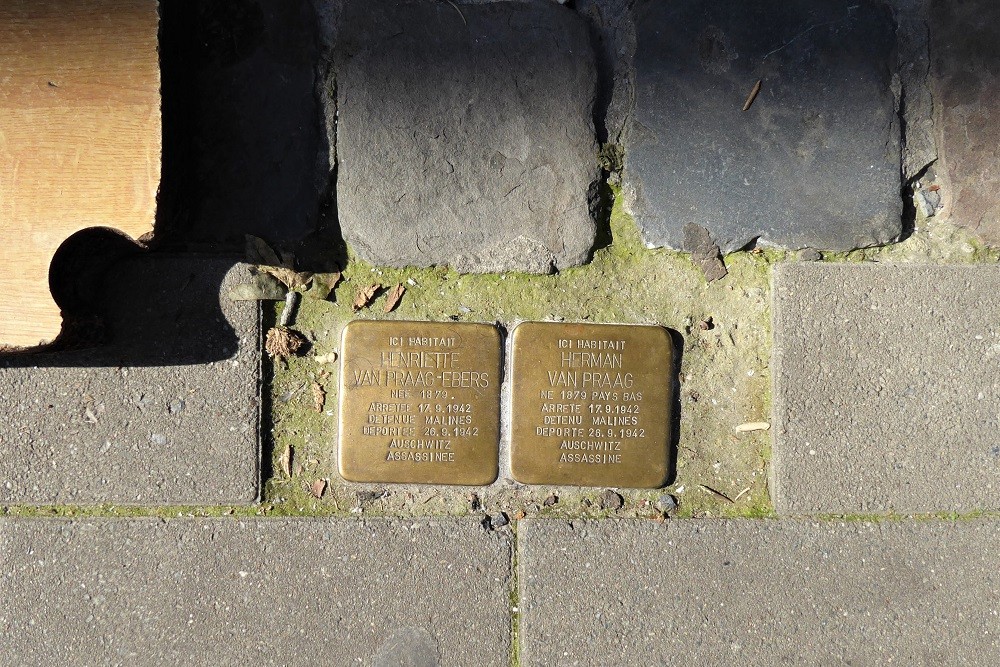 ICI HABITAIT
HENRIETTE
VAN PRAAG-EBERS
NEE 1879
ARRETEE 17.9.1942
DETENUE MALINES
DEPORTEE 26.9.1942
AUSCHWITZ
ASSASSINEE
ICI HABITAIT
HERMAN
VAN PRAAG
NE 1879 PAYS BAS
ARRETE 17.9.1942
DETENU MALINES
DEPORTE 26.9.1942
AUSCHWITZ
ASSASSINE